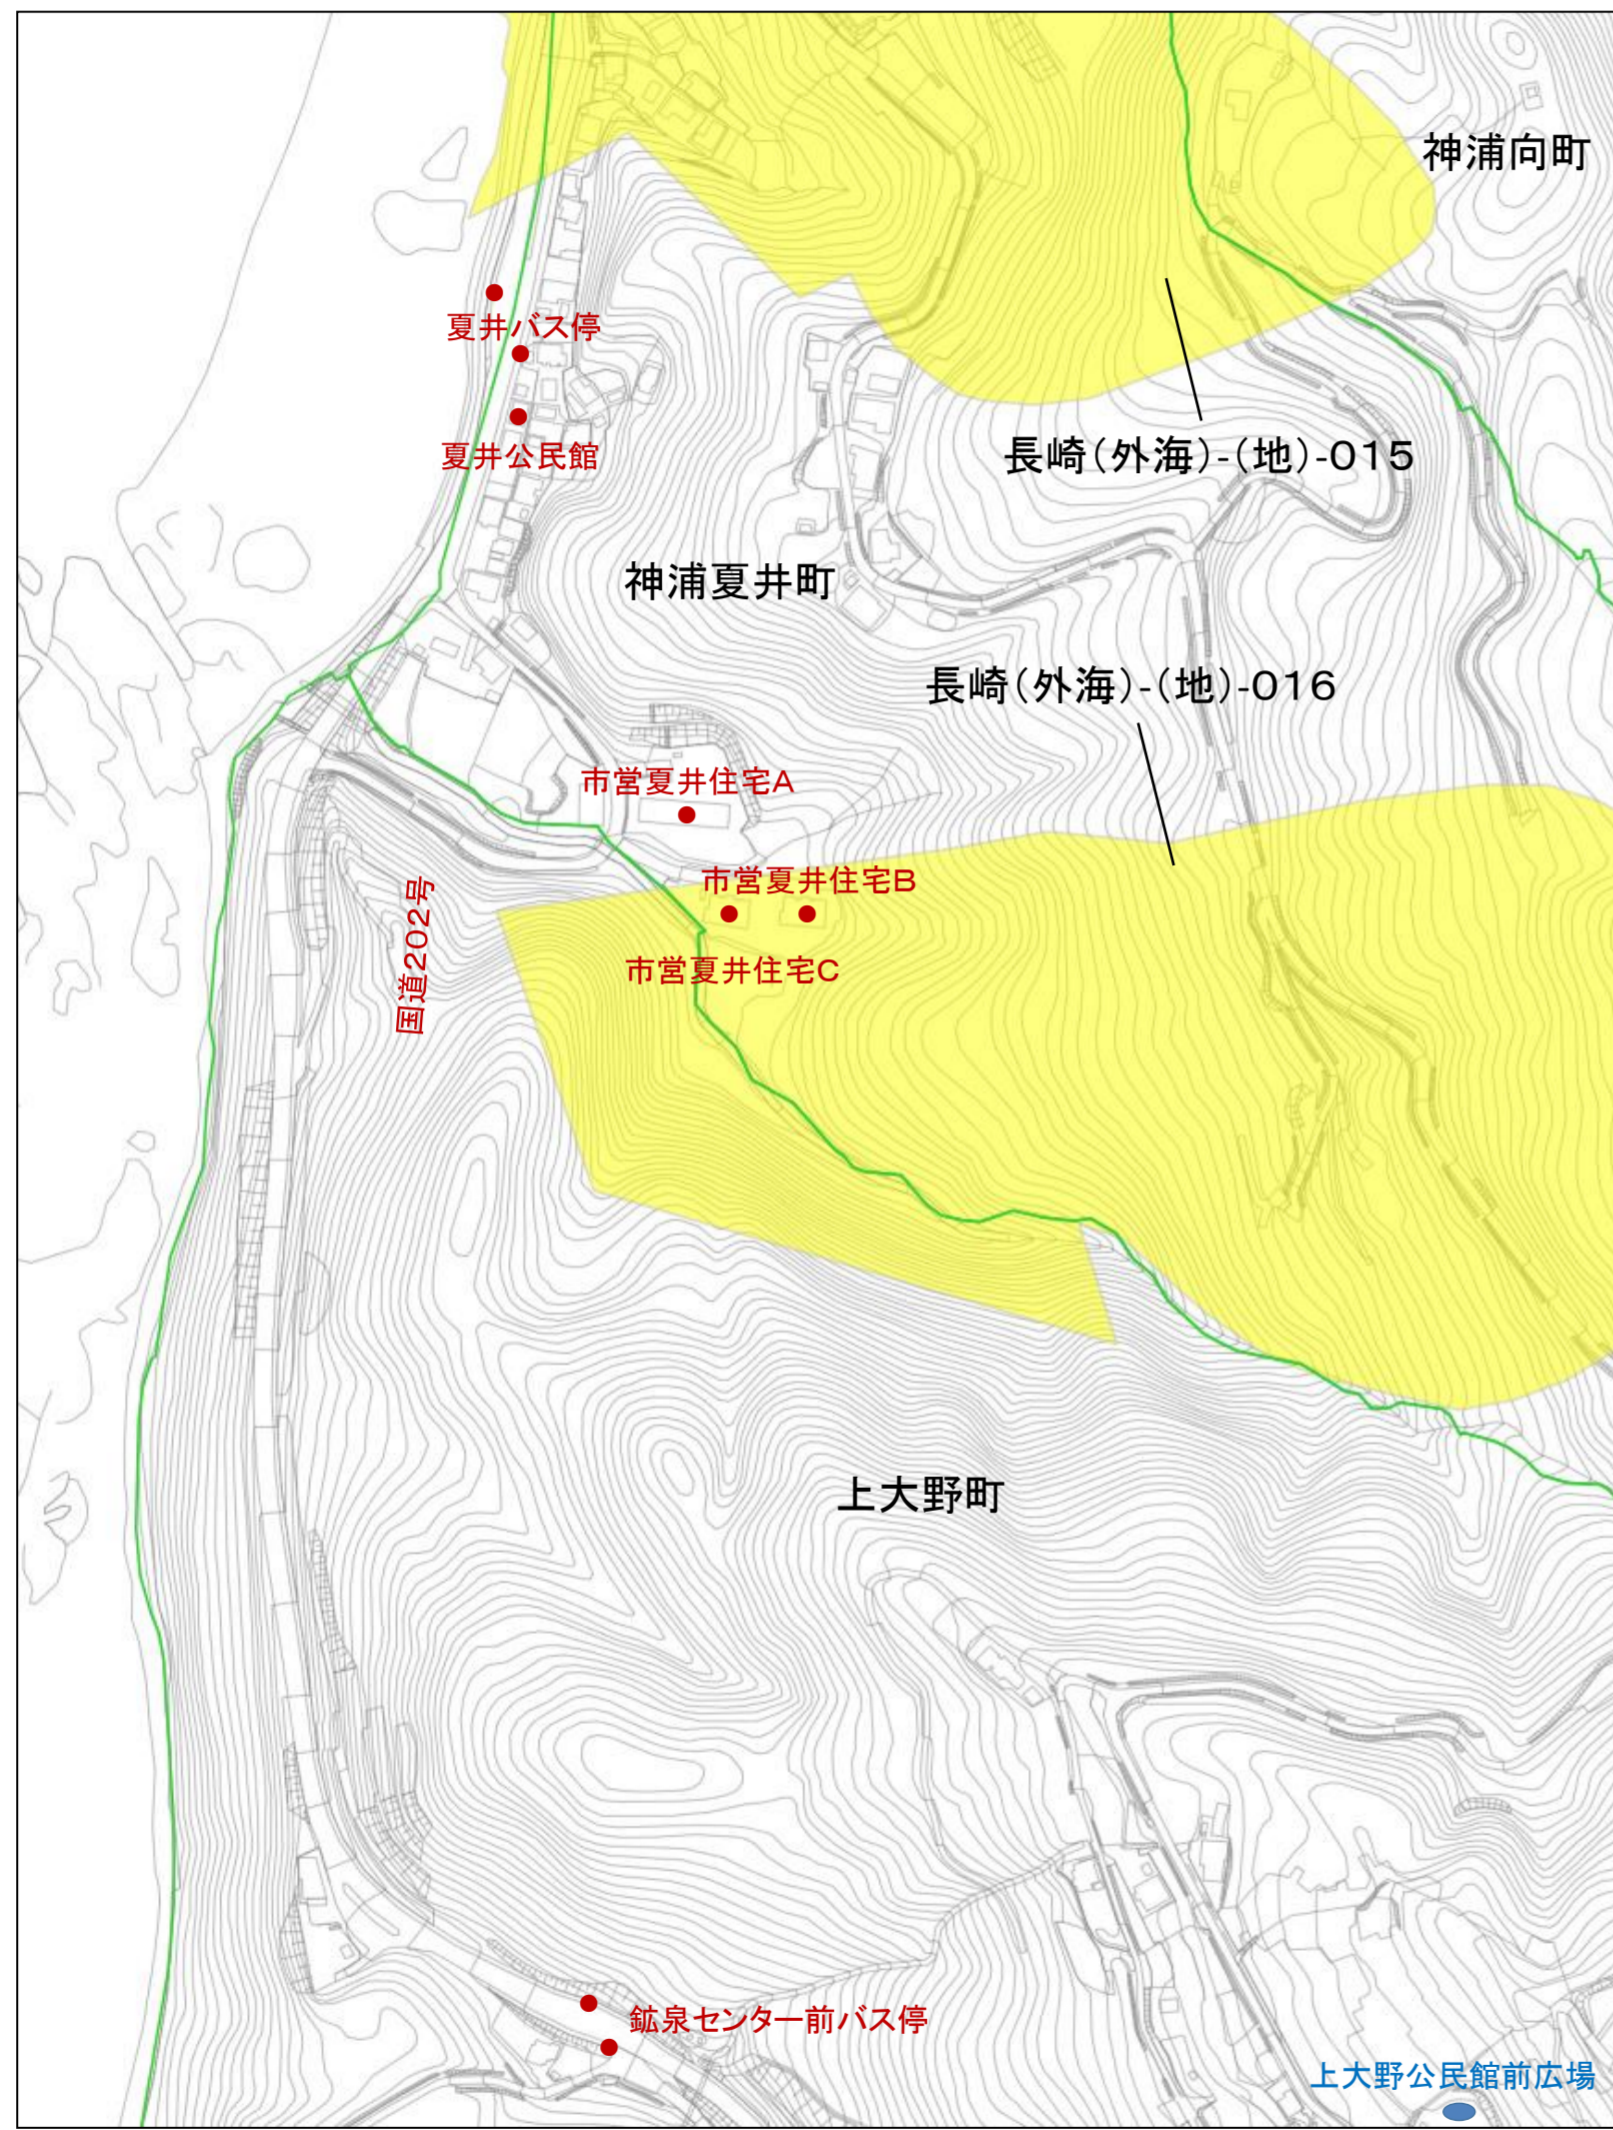 神浦向町
夏井バス停
長崎(外海)-(地)-015
夏井公民館
神浦夏井町
長崎(外海)-(地)-016
市営夏井住宅A
市営夏井住宅B
国道202号
市営夏井住宅C
上大野町
鉱泉センター前バス停
上大野公民館前広場